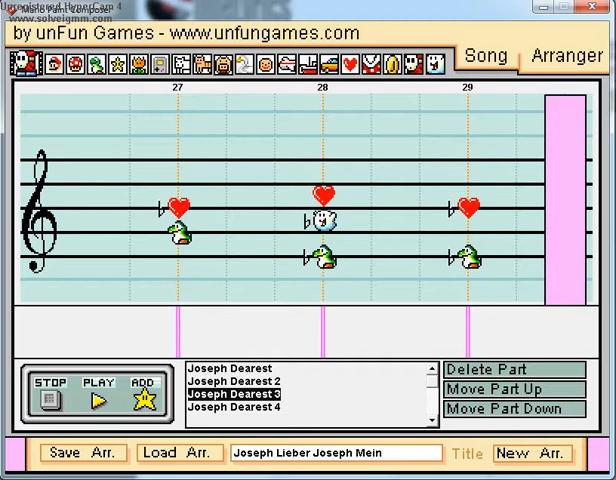 Unregistered HyperCam 4
Mario Paint Composer
www.solveigmm.com
by unFun Games - www.unfungames.com
Song
Arranger
27 28 29
STOP PLAY ADD
Joseph Dearest
Joseph Dearest 2
Joseph Dearest 3
Joseph Dearest 4
Delete Part
Move Part Up
Move Part Down
Save Arr.
Load Arr.
Joseph Lieber Joseph Mein
Title
New Arr.